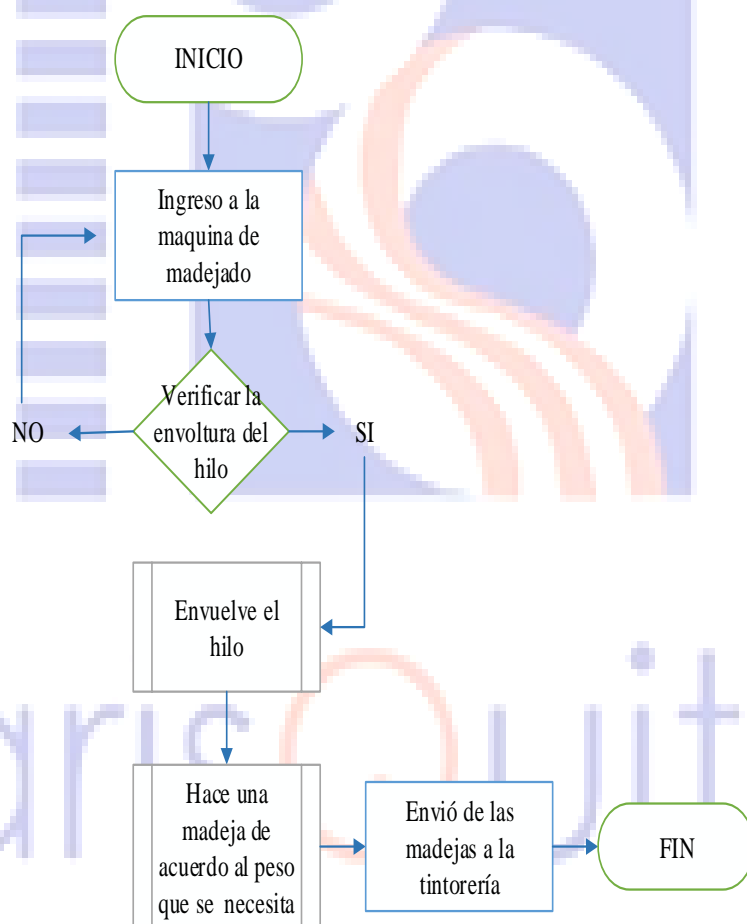 INICIO
Ingreso a la
maquina de
madejado
Verificar la
envoltura del
hilo
NO
SI
Envuelve el
hilo
Hace una
madeja de
acuerdo al peso
que se necesita
Envió de las
madejas a la
tintorería
FIN